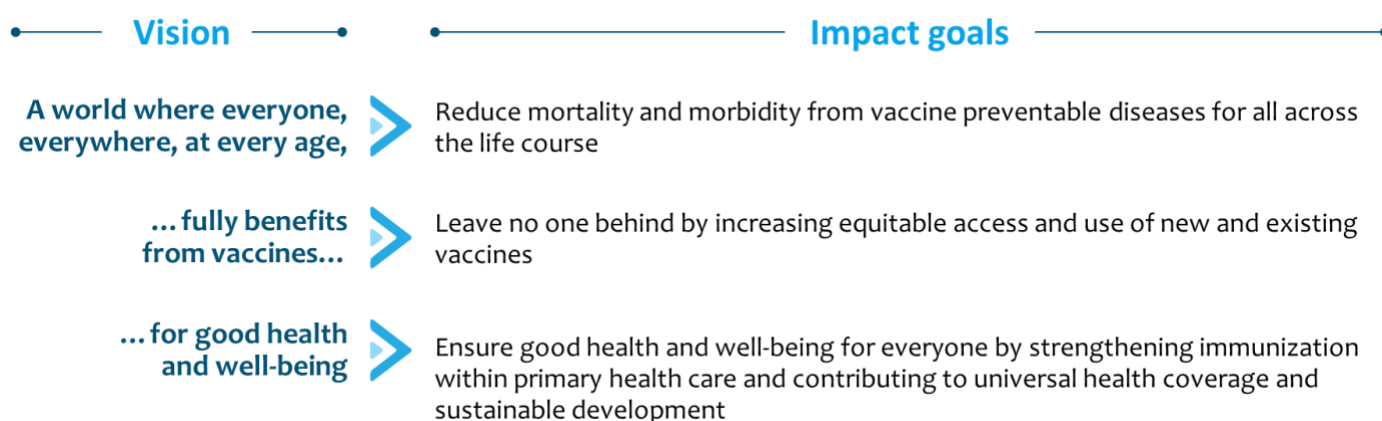 Vision
Impact goals
A world where everyone,
everywhere, at every age,
Reduce mortality and morbidity from vaccine preventable diseases for all across
the life course
...fully benefits
from vaccines...
Leave no one behind by increasing equitable access and use of new and existing
vaccines
...for good health
and well-being
Ensure good health and well-being for everyone by strengthening immunization
within primary health care and contributing to universal health coverage and
sustainable development